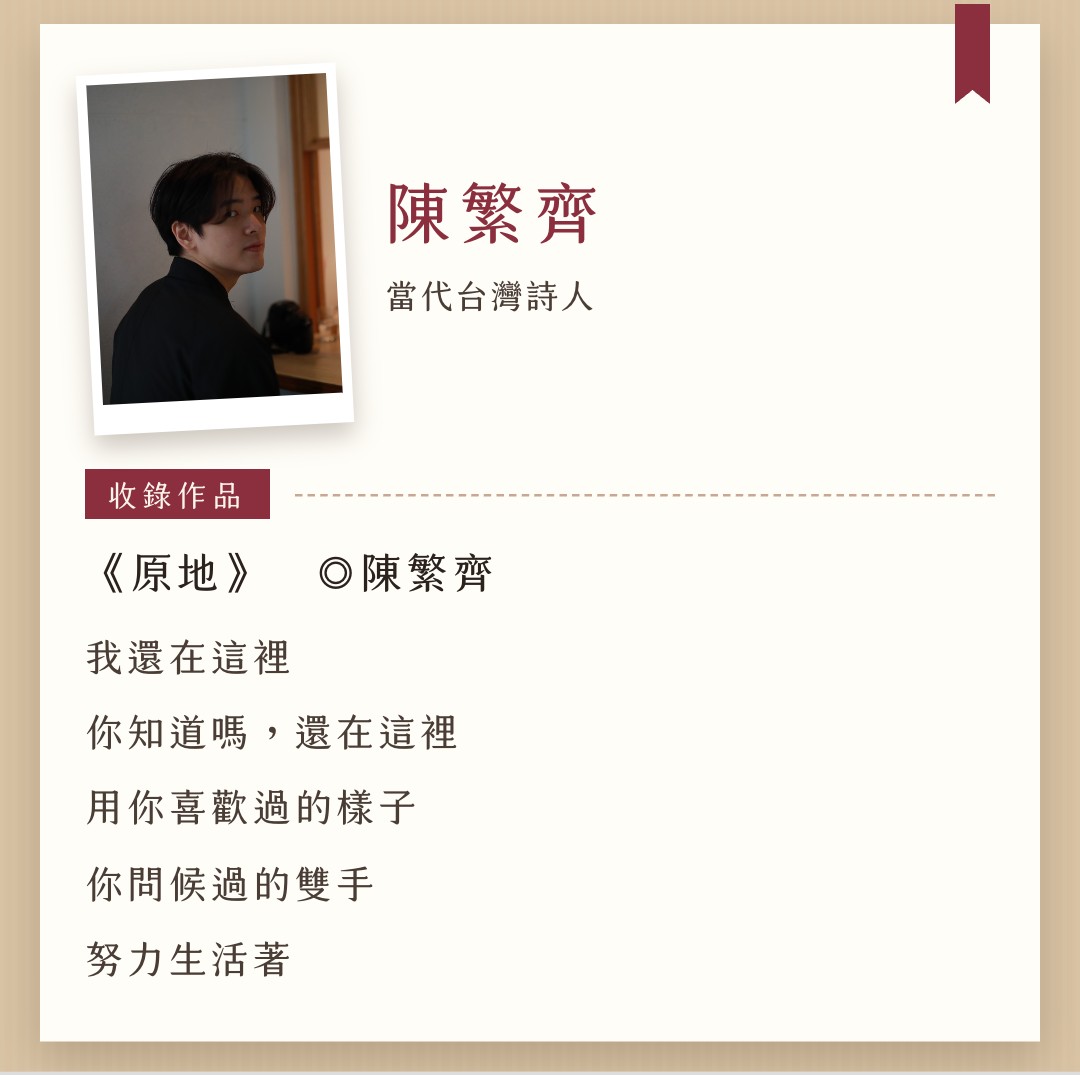 陳繁齊
當代台灣詩人
收錄作品
《原地》　◎陳繁齊
我還在這裡
你知道嗎，還在這裡
用你喜歡過的樣子
你問候過的雙手
努力生活著